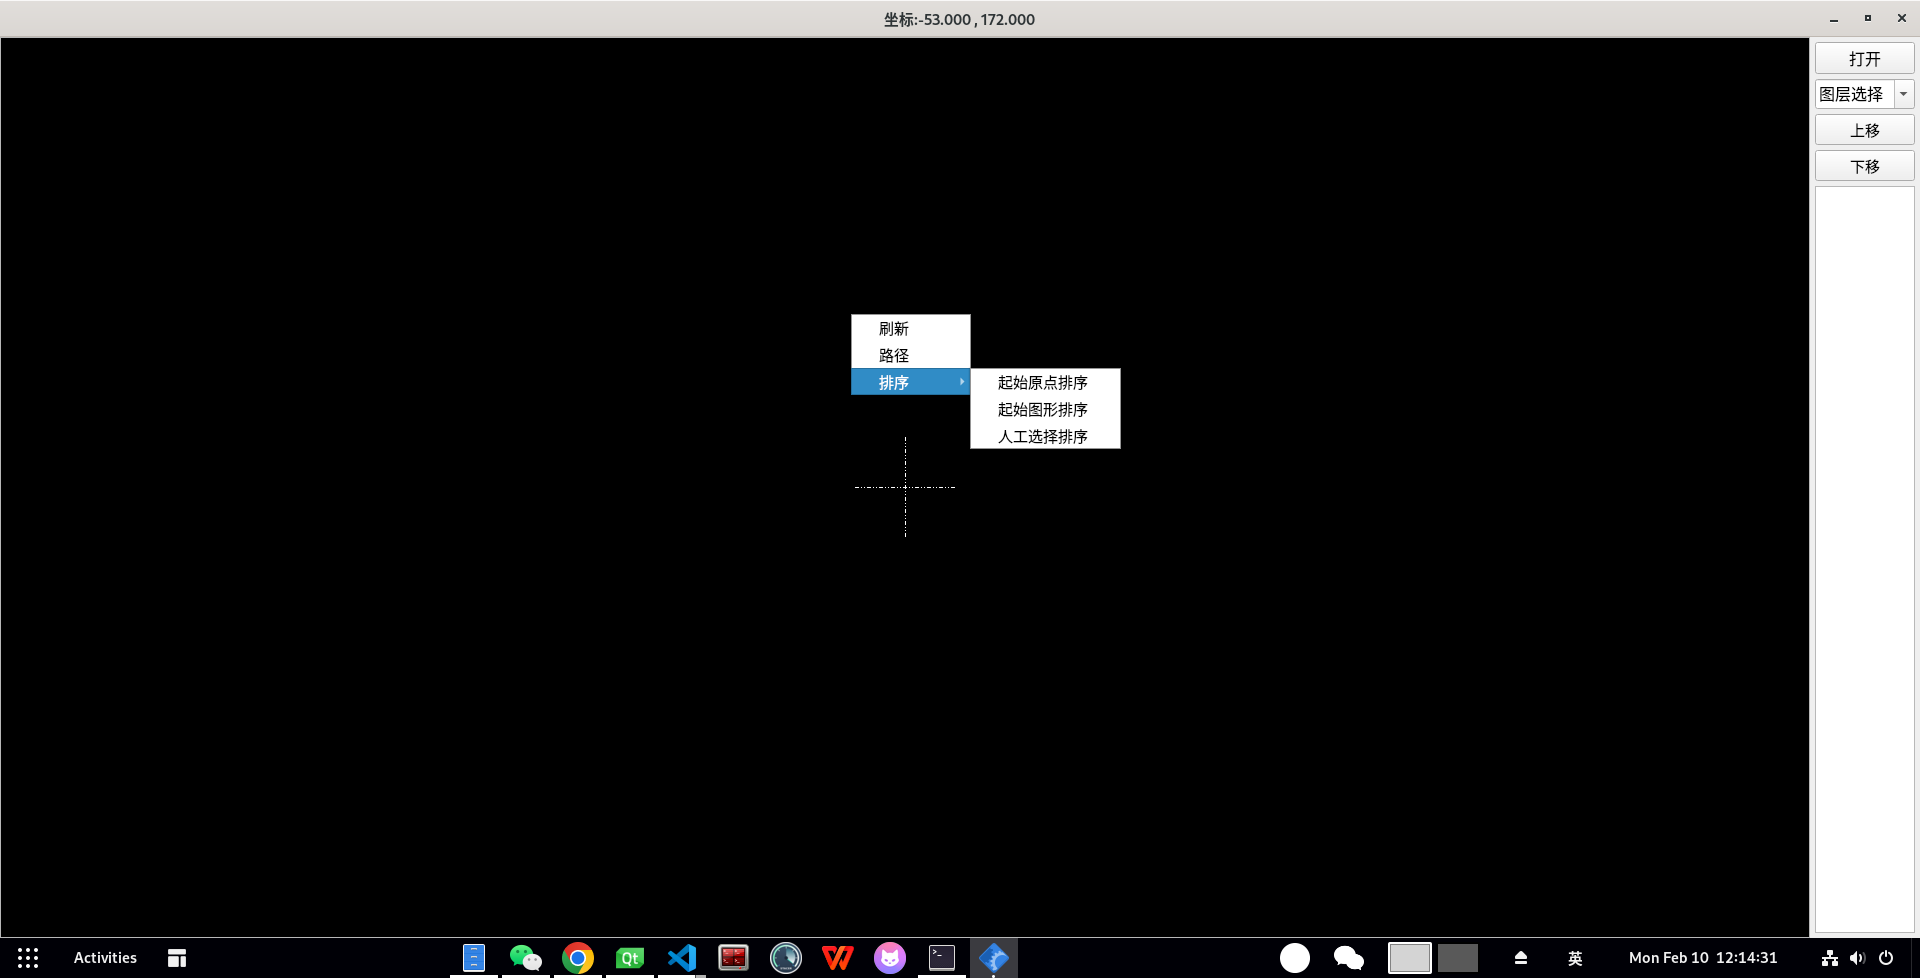 坐标:-53.000 , 172.000
打开
图层选择
上移
下移
刷新
路径
排序
起始原点排序
起始图形排序
人工选择排序
Activities
Qt
英
Mon Feb 10 12:14:31